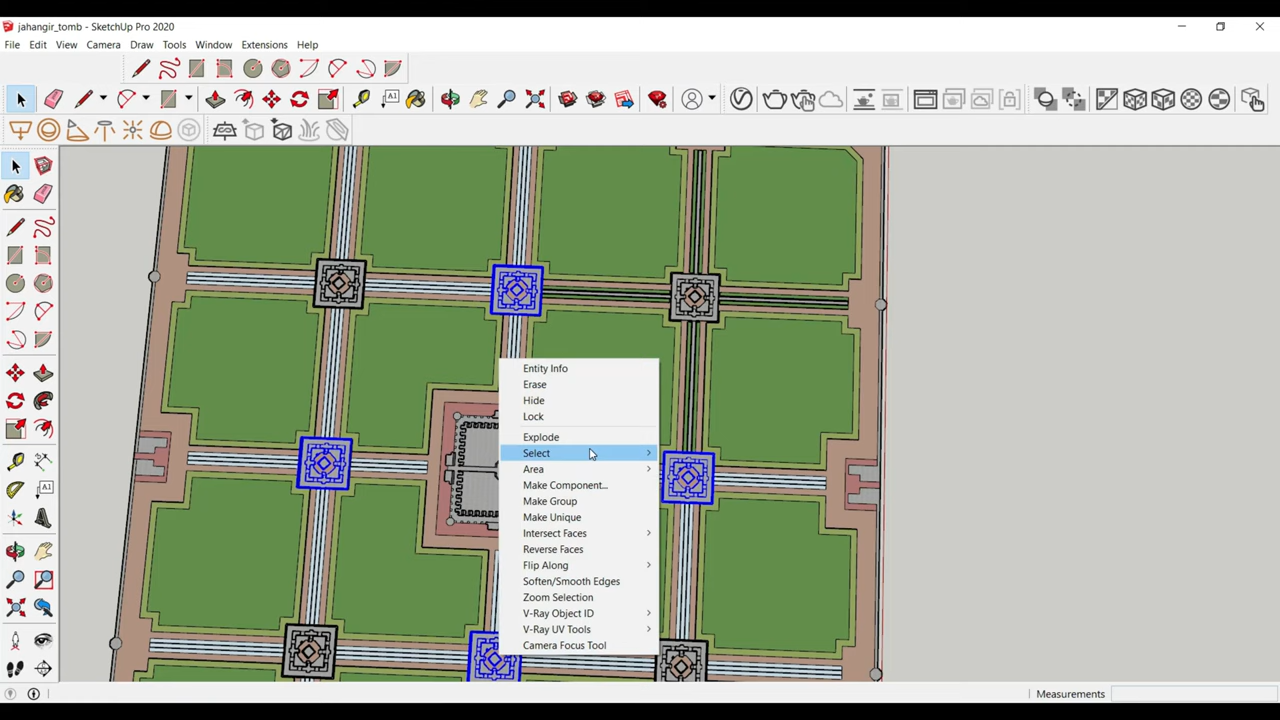 jahangir_tomb - SketchUp Pro 2020
File Edit View Camera Draw Tools Window Extensions Help
A1
A1
Entity Info
Erase
Hide
Lock
Explode
Select
Area
Make Component...
Make Group
Make Unique
Intersect Faces
Reverse Faces
Flip Along
Soften/Smooth Edges
Zoom Selection
V-Ray Object ID
V-Ray UV Tools
Camera Focus Tool
Measurements